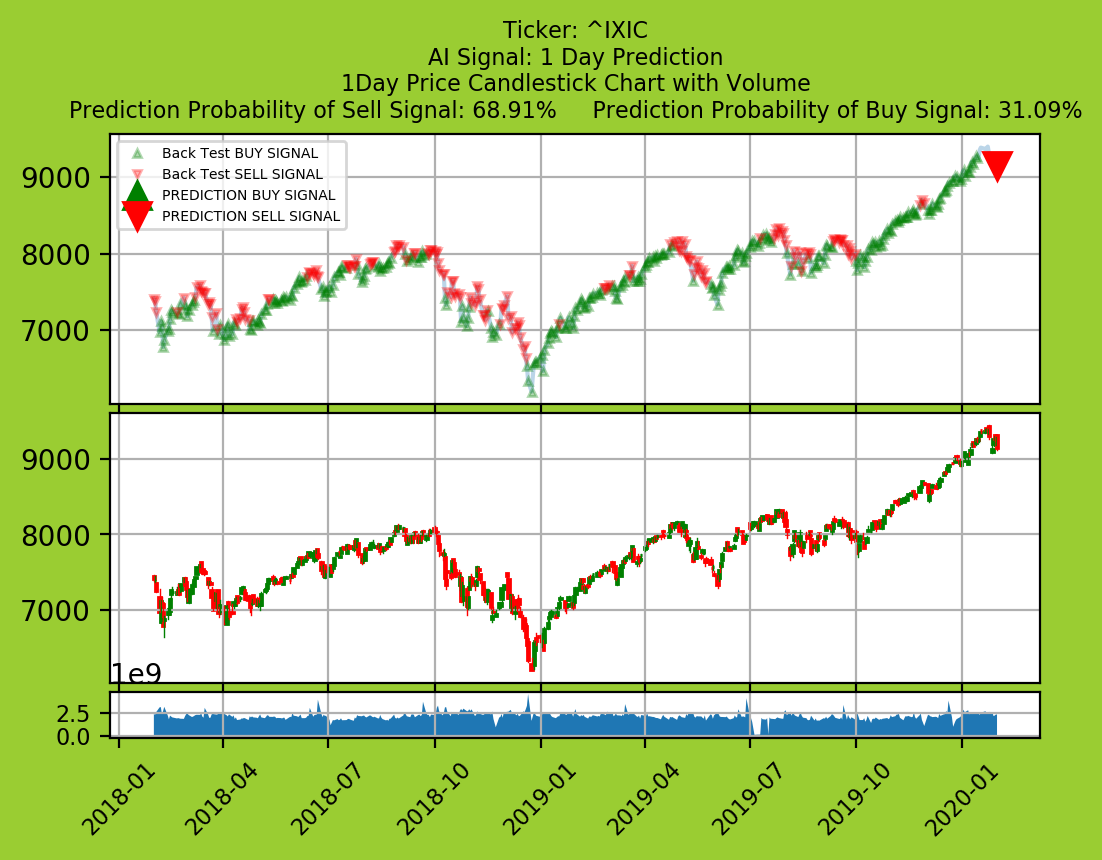 Ticker: ^IXIC
AI Signal: 1 Day Prediction
1Day Price Candlestick Chart with Volume
Prediction Probability of Sell Signal: 68.91%     Prediction Probability of Buy Signal: 31.09%
Back Test BUY SIGNAL
Back Test SELL SIGNAL
PREDICTION BUY SIGNAL
PREDICTION SELL SIGNAL
9000
8000
7000
9000
8000
7000
1e9
2.5
0.0
2018-01
2018-04
2018-07
2018-10
2019-01
2019-04
2019-07
2019-10
2020-01